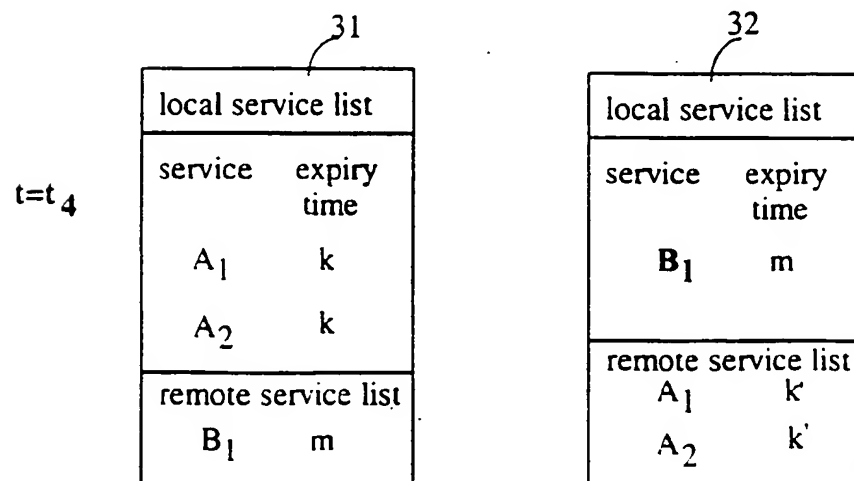 31
local service list
service expiry time
A1 k
A2 k
remote service list
B1 m
t=t4
32
local service list
service expiry time
B1 m
remote service list
A1 k'
A2 k'